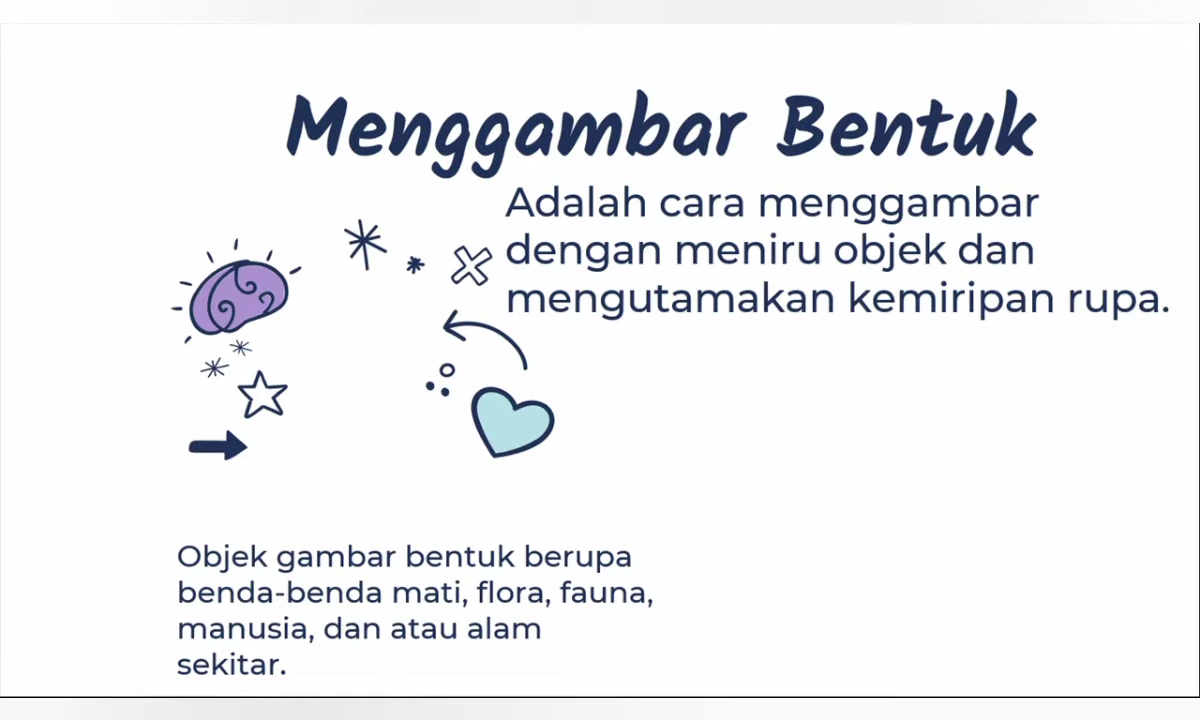 Menggambar Bentuk
Adalah cara menggambar
dengan meniru objek dan
mengutamakan kemiripan rupa.
Objek gambar bentuk berupa
benda-benda mati, flora, fauna,
manusia, dan atau alam
sekitar.